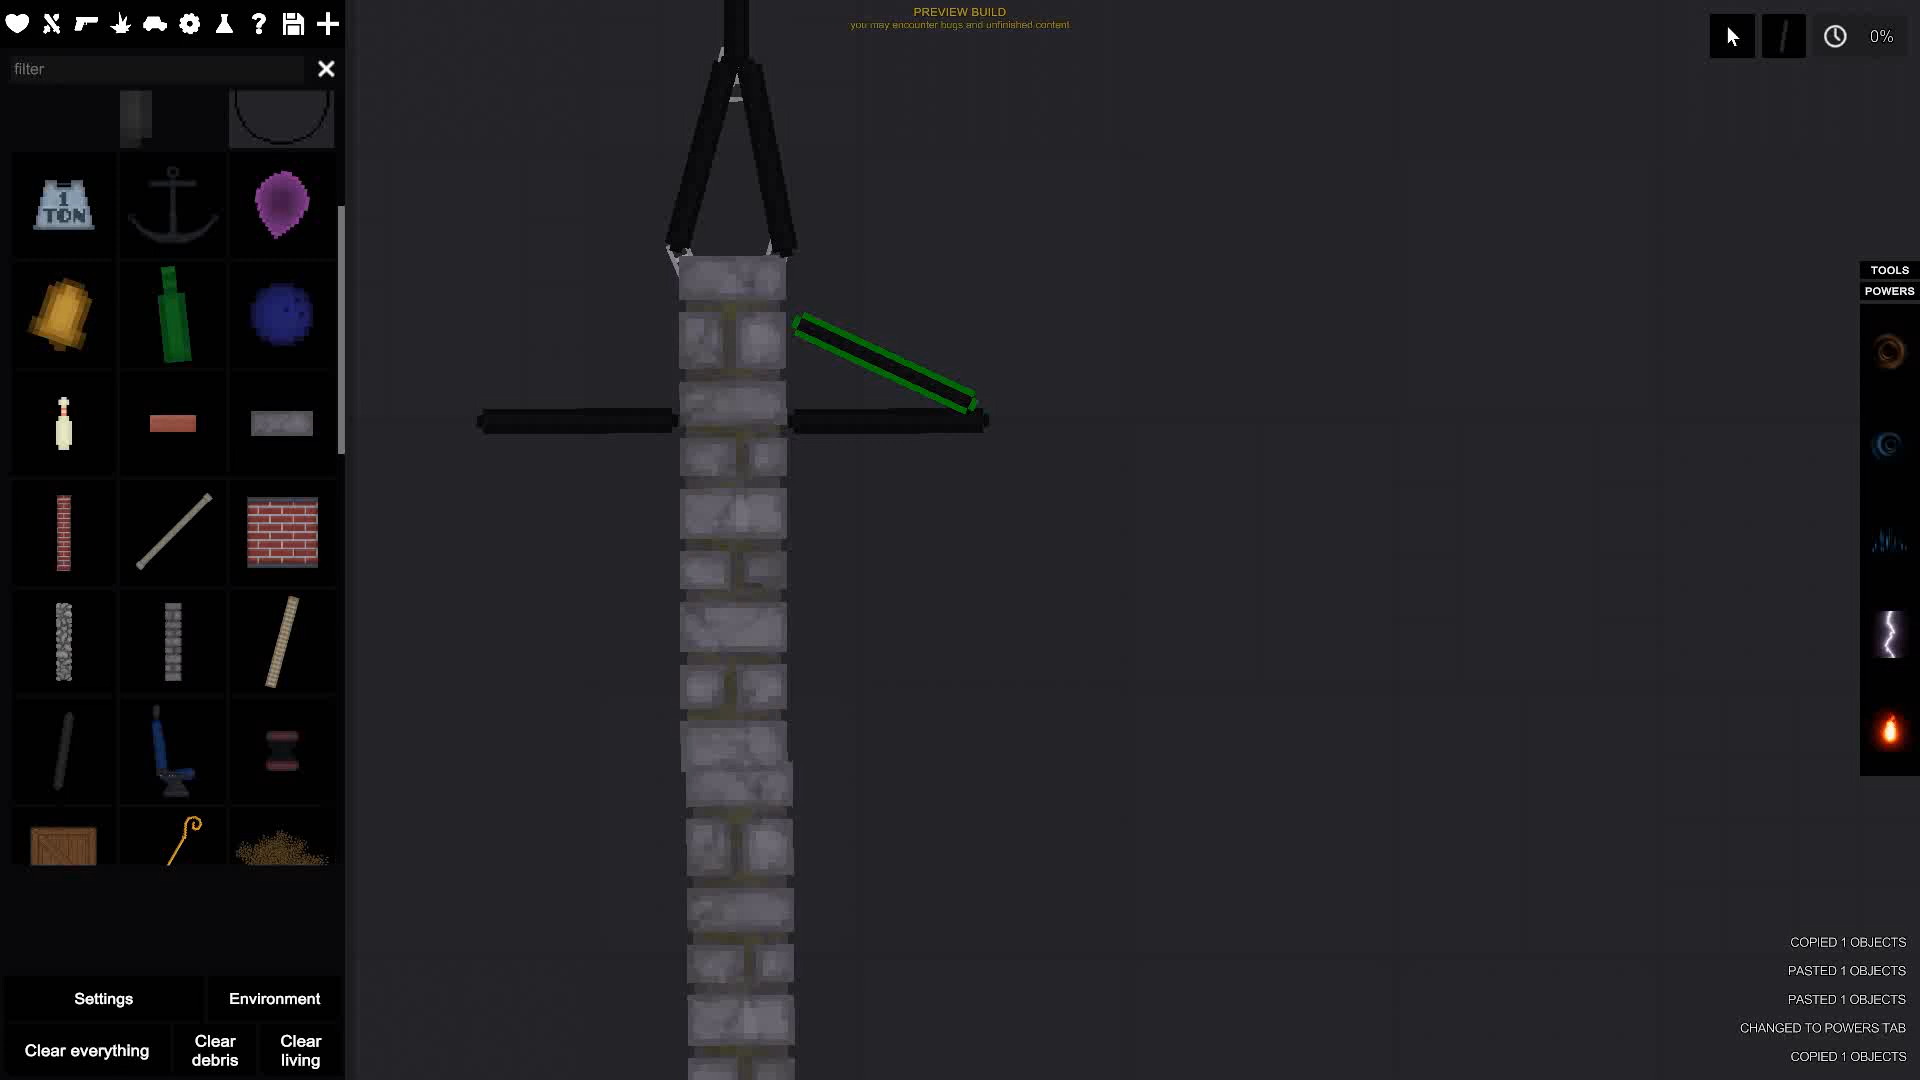 PREVIEW BUILD
you may encounter bugs and unfinished content
0%
filter
1
TON
TOOLS
POWERS
COPIED 1 OBJECTS
PASTED 1 OBJECTS
PASTED 1 OBJECTS
CHANGED TO POWERS TAB
COPIED 1 OBJECTS
Settings
Environment
Clear everything
Clear
debris
Clear
living